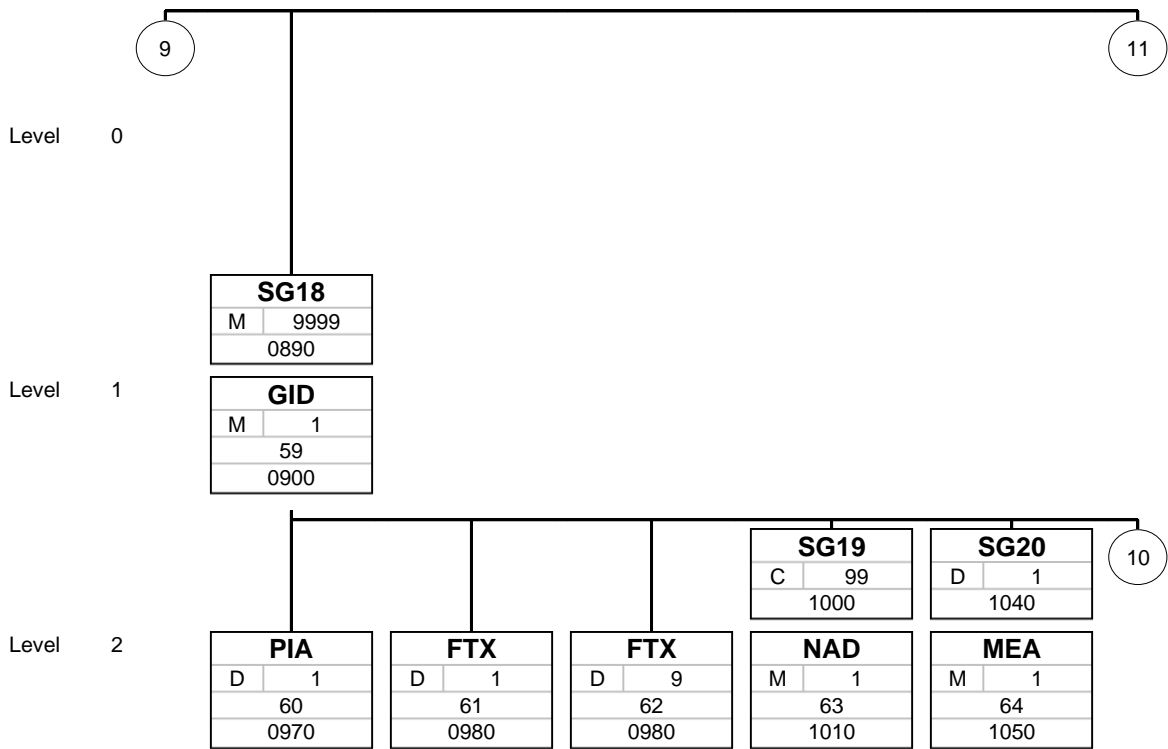 9
11
Level 0
SG18
M 9999
0890
Level 1
GID
M 1
59
0900
SG19
C 99
1000
SG20
D 1
1040
10
Level 2
PIA
D 1
60
0970
FTX
D 1
61
0980
FTX
D 9
62
0980
NAD
M 1
63
1010
MEA
M 1
64
1050